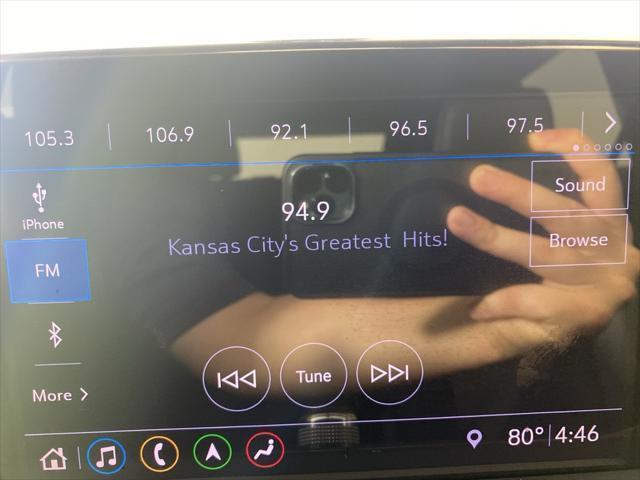 105.3 106.9 92.1 96.5 97.5
Sound
iPhone
94.9
Kansas City's Greatest Hits!
Browse
FM
Tune
More
80° 4:46